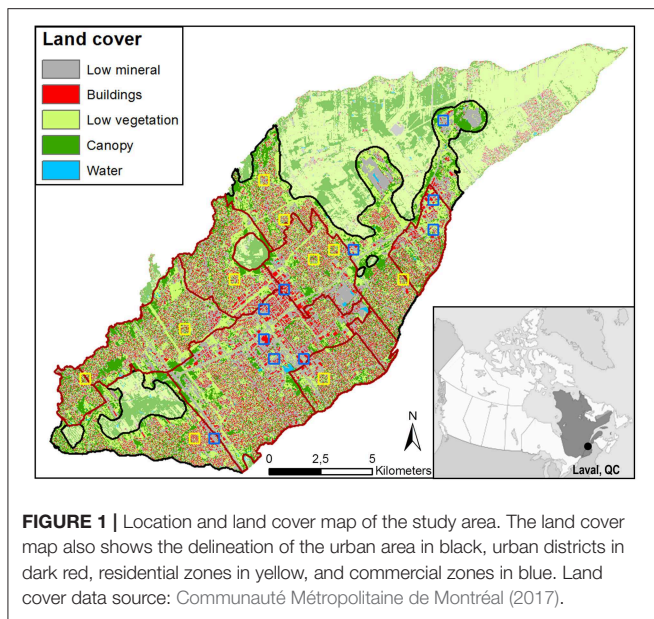 Land cover
Low mineral
Buildings
Low vegetation
Canopy
Water
N
0 2,5 5
Kilometers
Laval, QC
FIGURE 1 | Location and land cover map of the study area. The land cover
map also shows the delineation of the urban area in black, urban districts in
dark red, residential zones in yellow, and commercial zones in blue. Land
cover data source: Communauté Métropolitaine de Montréal (2017).